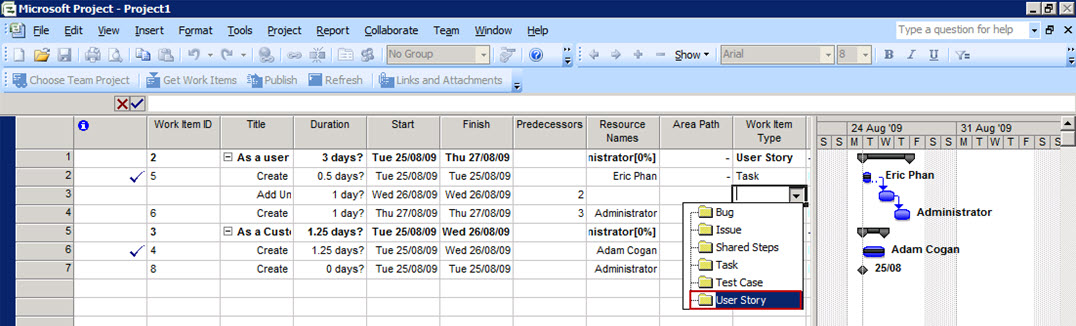 Microsoft Project - Project1
File Edit View Insert Format Tools Project Report Collaborate Team Window Help Type a question for help
No Group Show Arial 8 B I U
Choose Team Project Get Work Items Publish Refresh Links and Attachments
Work Item ID Title Duration Start Finish Predecessors Resource Names Area Path Work Item Type 24 Aug '09 31 Aug '09
S S M T W T F S S M T W T F S S
1 2 As a user 3 days? Tue 25/08/09 Thu 27/08/09 nistrator[0%] - User Story
2 5 Create 0.5 days? Tue 25/08/09 Tue 25/08/09 Eric Phan - Task Eric Phan
3 Add Un 1 day? Wed 26/08/09 Wed 26/08/09 2
4 6 Create 1 day? Thu 27/08/09 Thu 27/08/09 3 Administrator Administrator
5 3 As a Custo 1.25 days? Tue 25/08/09 Wed 26/08/09 nistrator[0%]
6 4 Create 1.25 days? Tue 25/08/09 Wed 26/08/09 Adam Cogan Adam Cogan
7 8 Create 0 days? Tue 25/08/09 Tue 25/08/09 Administrator 25/08
Bug
Issue
Shared Steps
Task
Test Case
User Story